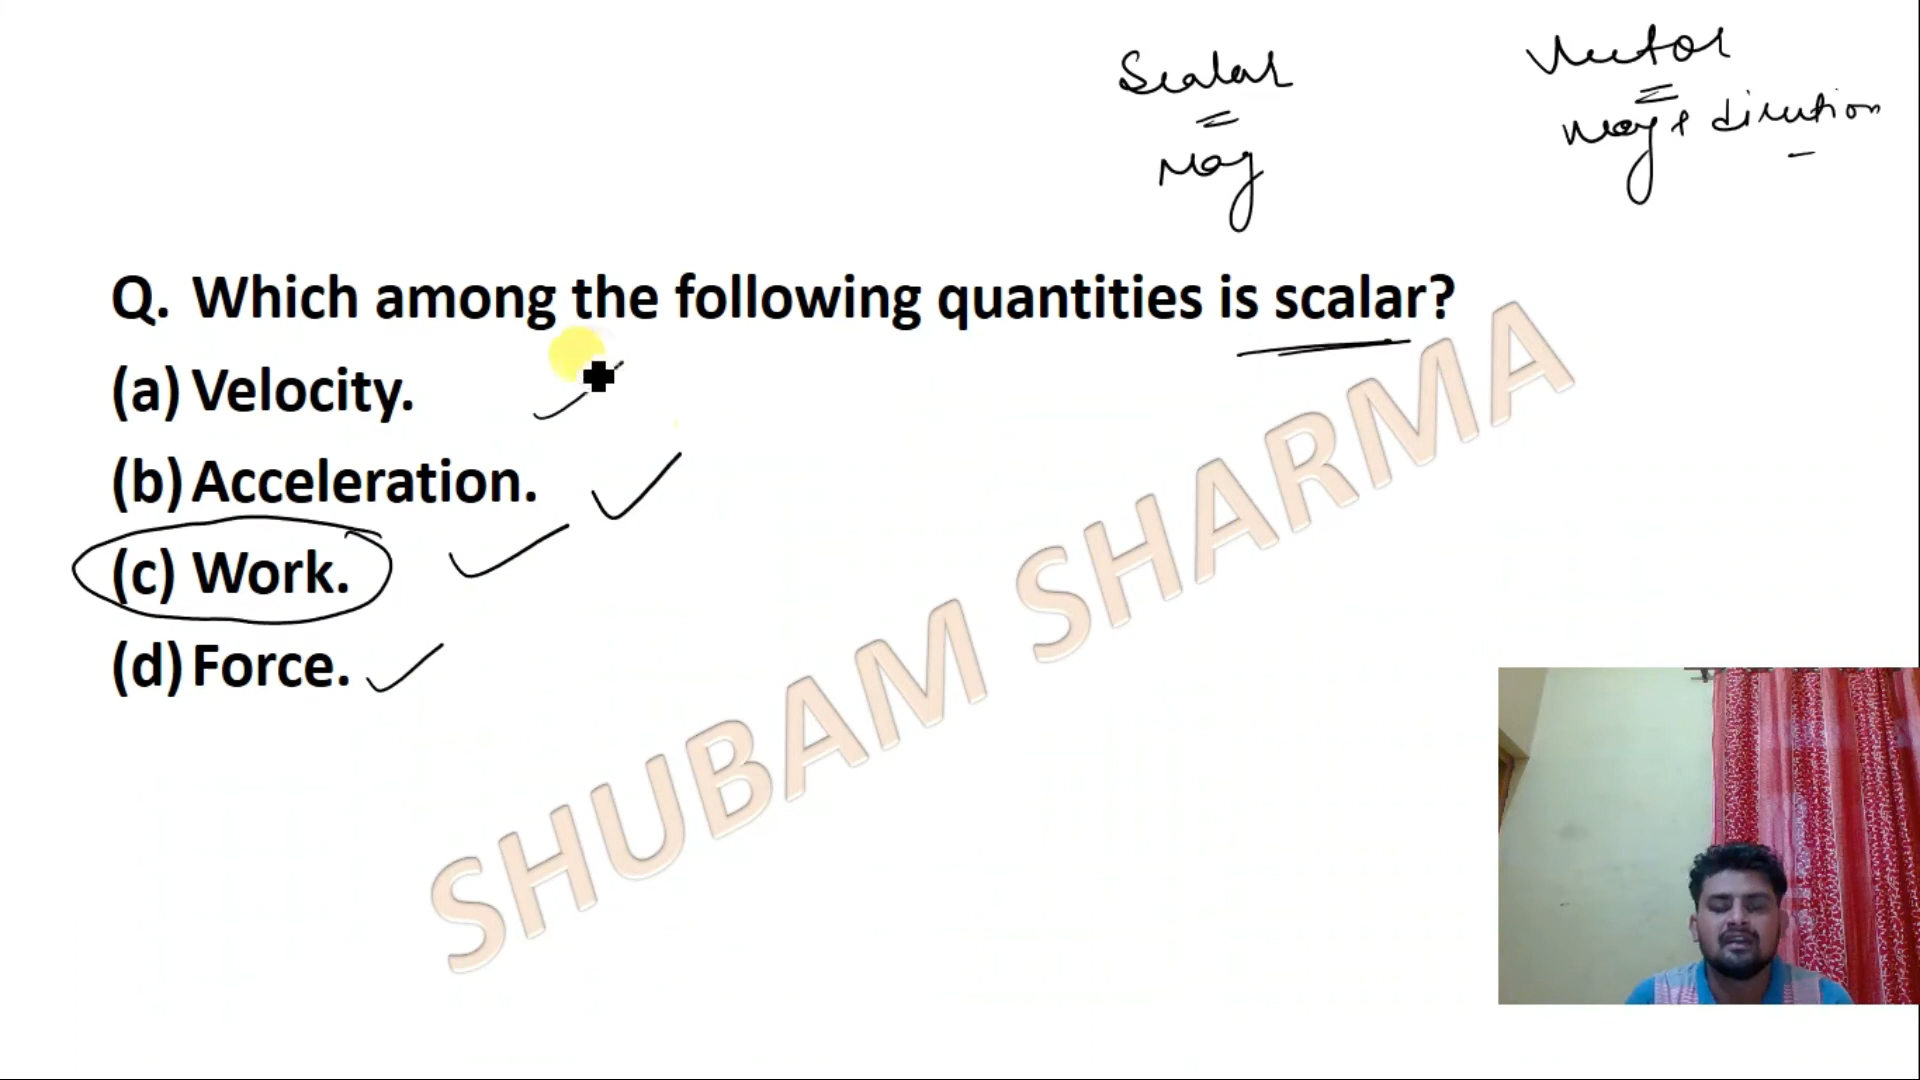 Scalar
Mag
Vector
Mag + direction
Q. Which among the following quantities is scalar?
(a) Velocity.
(b) Acceleration.
(c) Work.
(d) Force.
SHUBAM SHARMA